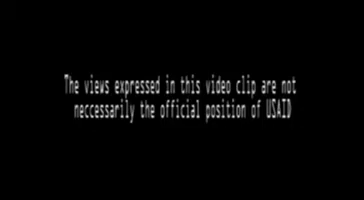 The views expressed in this video clip are not
neccessarily the official position of USAID